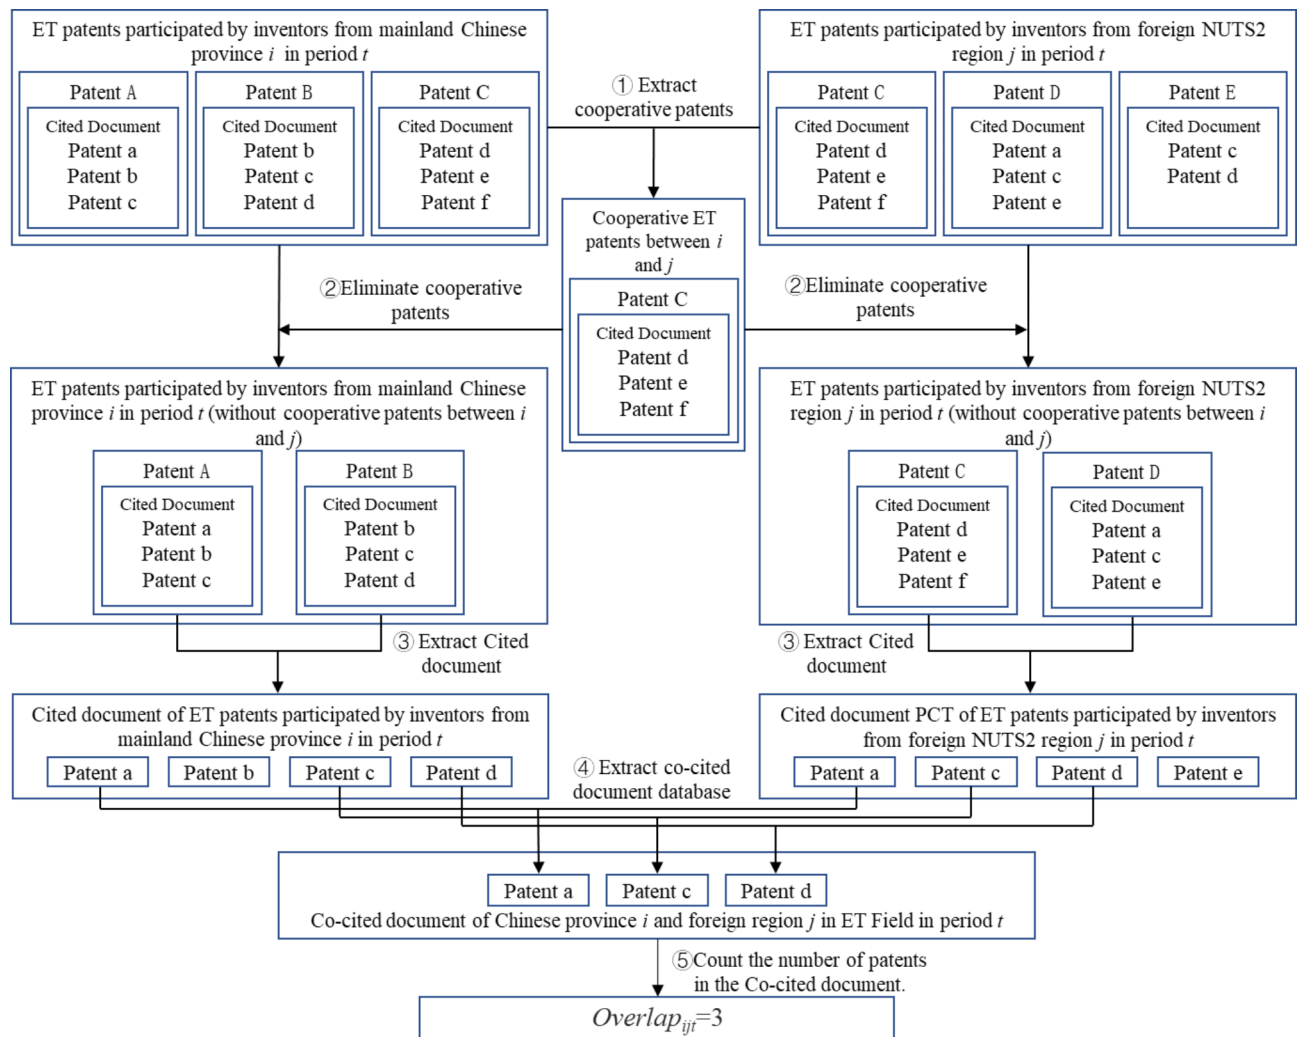 ET patents participated by inventors from mainland Chinese
province i in period t
Patent A
Cited Document
Patent a
Patent b
Patent c
Patent B
Cited Document
Patent b
Patent c
Patent d
Patent C
Cited Document
Patent d
Patent e
Patent f
① Extract
cooperative patents
ET patents participated by inventors from foreign NUTS2
region j in period t
Patent C
Cited Document
Patent d
Patent e
Patent f
Patent D
Cited Document
Patent a
Patent c
Patent e
Patent E
Cited Document
Patent c
Patent d
Cooperative ET
patents between i
and j
Patent C
Cited Document
Patent d
Patent e
Patent f
②Eliminate cooperative
patents
②Eliminate cooperative
patents
ET patents participated by inventors from mainland Chinese
province i in period t (without cooperative patents between i
and j)
Patent A
Cited Document
Patent a
Patent b
Patent c
Patent B
Cited Document
Patent b
Patent c
Patent d
ET patents participated by inventors from foreign NUTS2
region j in period t (without cooperative patents between i
and j)
Patent C
Cited Document
Patent d
Patent e
Patent f
Patent D
Cited Document
Patent a
Patent c
Patent e
③ Extract Cited
document
③ Extract Cited
document
Cited document of ET patents participated by inventors from
mainland Chinese province i in period t
Patent a
Patent b
Patent c
Patent d
④ Extract co-cited
document database
Cited document PCT of ET patents participated by inventors
from foreign NUTS2 region j in period t
Patent a
Patent c
Patent d
Patent e
Patent a
Patent c
Patent d
Co-cited document of Chinese province i and foreign region j in ET Field in period t
⑤Count the number of patents
in the Co-cited document.
Overlap_ijt=3